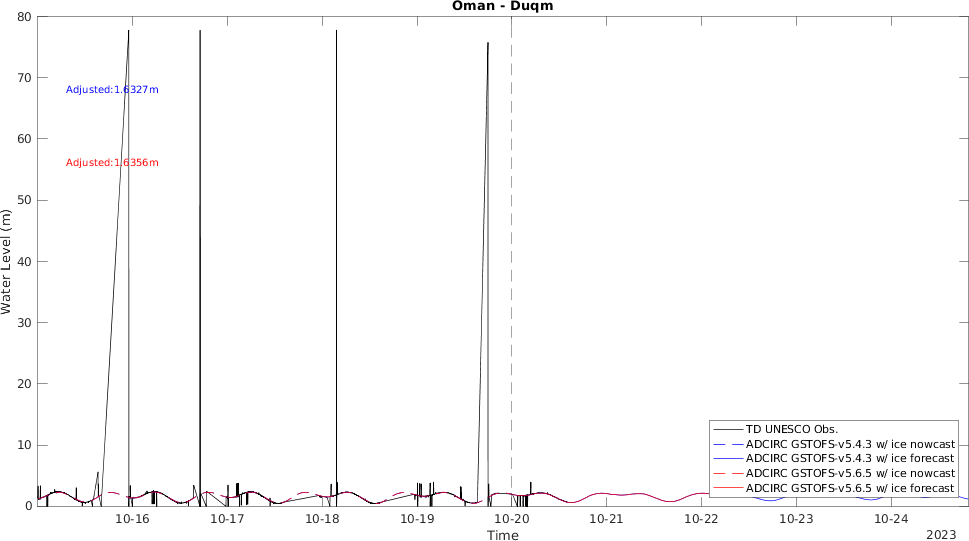 Oman - Duqm
80
70
60
50
40
30
20
10
0
Water Level (m)
Adjusted:1.6327m
Adjusted:1.6356m
TD UNESCO Obs.
ADCIRC GSTOFS-v5.4.3 w/ ice nowcast
ADCIRC GSTOFS-v5.4.3 w/ ice forecast
ADCIRC GSTOFS-v5.6.5 w/ ice nowcast
ADCIRC GSTOFS-v5.6.5 w/ ice forecast
10-16 10-17 10-18 10-19 10-20 10-21 10-22 10-23 10-24
Time
2023